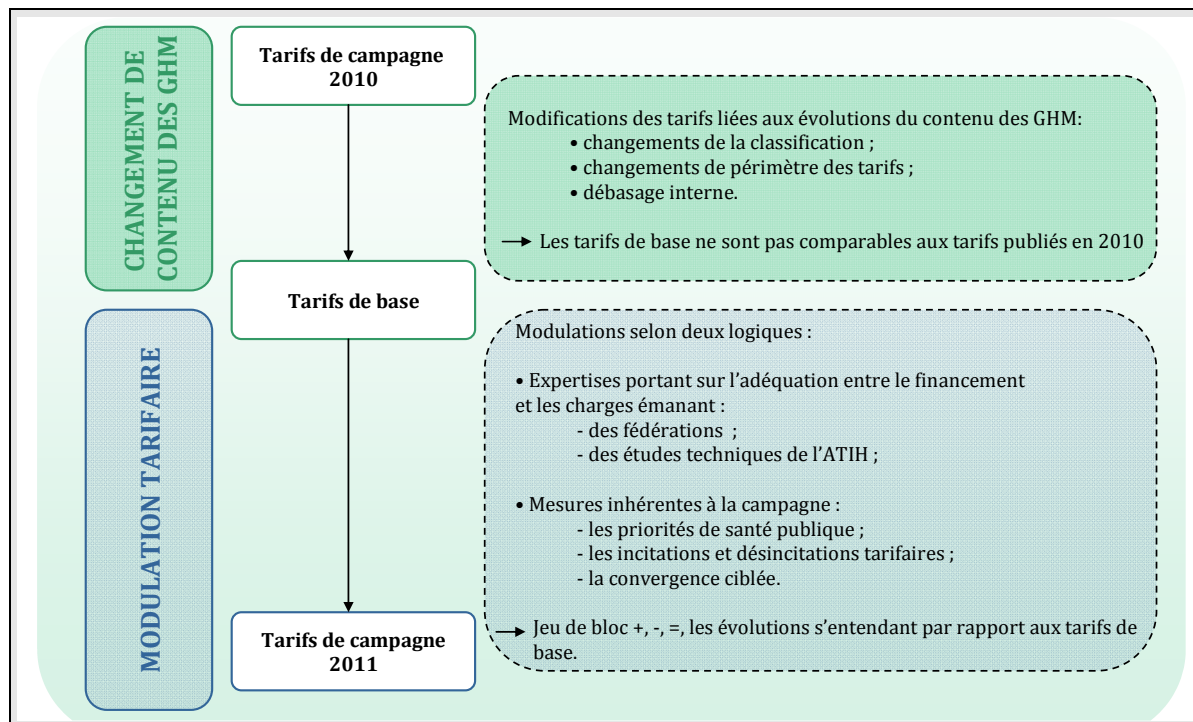 CHANGEMENT DE
CONTENU DES GHM
Tarifs de campagne
2010
Modifications des tarifs liées aux évolutions du contenu des GHM:
• changements de la classification ;
• changements de périmètre des tarifs ;
• débasage interne.
Les tarifs de base ne sont pas comparables aux tarifs publiés en 2010
Tarifs de base
MODULATION TARIFAIRE
Modulations selon deux logiques :
• Expertises portant sur l'adéquation entre le financement
et les charges émanant :
- des fédérations ;
- des études techniques de l'ATIH ;
• Mesures inhérentes à la campagne :
- les priorités de santé publique ;
- les incitations et désincitations tarifaires ;
- la convergence ciblée.
Jeu de bloc +, -, =, les évolutions s'entendant par rapport aux tarifs de
base.
Tarifs de campagne
2011